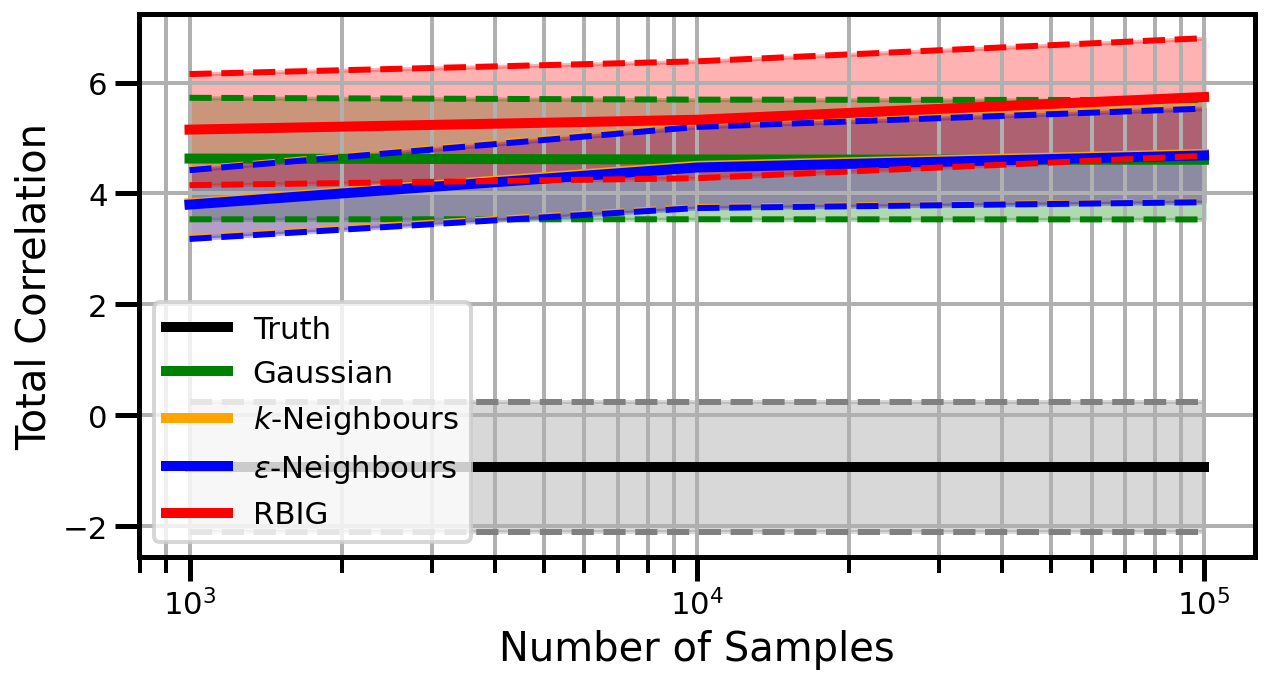 Total Correlation
6
4
2
0
−2
Truth
Gaussian
k-Neighbours
ε-Neighbours
RBIG
10³ 10⁴ 10⁵
Number of Samples